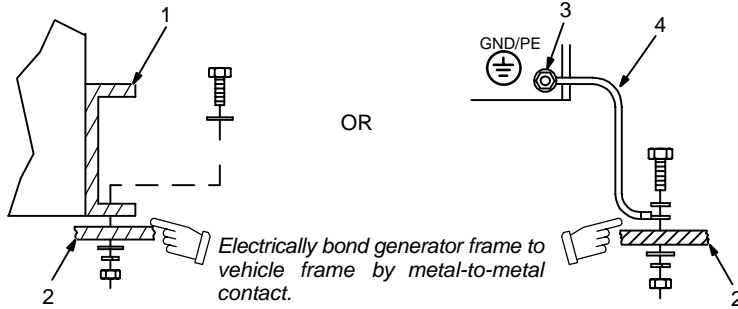 1
3
4
GND/PE
OR
Electrically bond generator frame to
vehicle frame by metal-to-metal
contact.
2
2